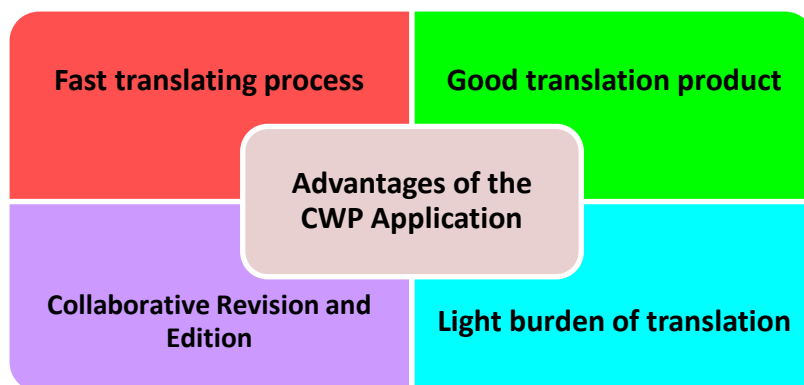 Fast translating process
Good translation product
Advantages of the
CWP Application
Collaborative Revision and
Edition
Light burden of translation